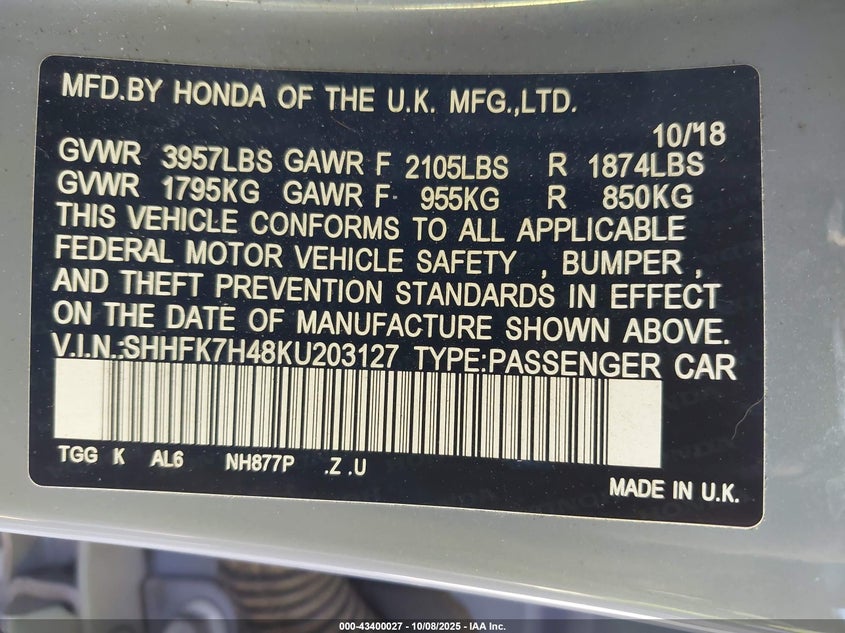 MFD.BY HONDA OF THE U.K. MFG.,LTD.
10/'18
GVWR 3957LBS GAWR F 2105LBS R 1874LBS
GVWR 1795KG GAWR F 955KG R 850KG
THIS VEHICLE CONFORMS TO ALL APPLICABLE
FEDERAL MOTOR VEHICLE SAFETY , BUMPER ,
AND THEFT PREVENTION STANDARDS IN EFFECT
ON THE DATE OF MANUFACTURE SHOWN ABOVE.
V.I.N.:SHHFK7H48KU203127 TYPE:PASSENGER CAR
TGG K AL6 NH877P .Z .U
MADE IN U.K.
000-43400027 - 10/08/2025 - IAA Inc.